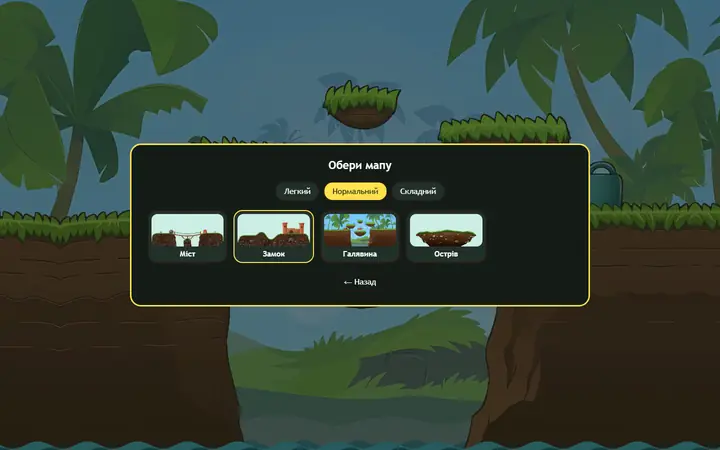 Обери мапу
Легкий Нормальний Складний
Міст Замок Галявина Острів
← Назад